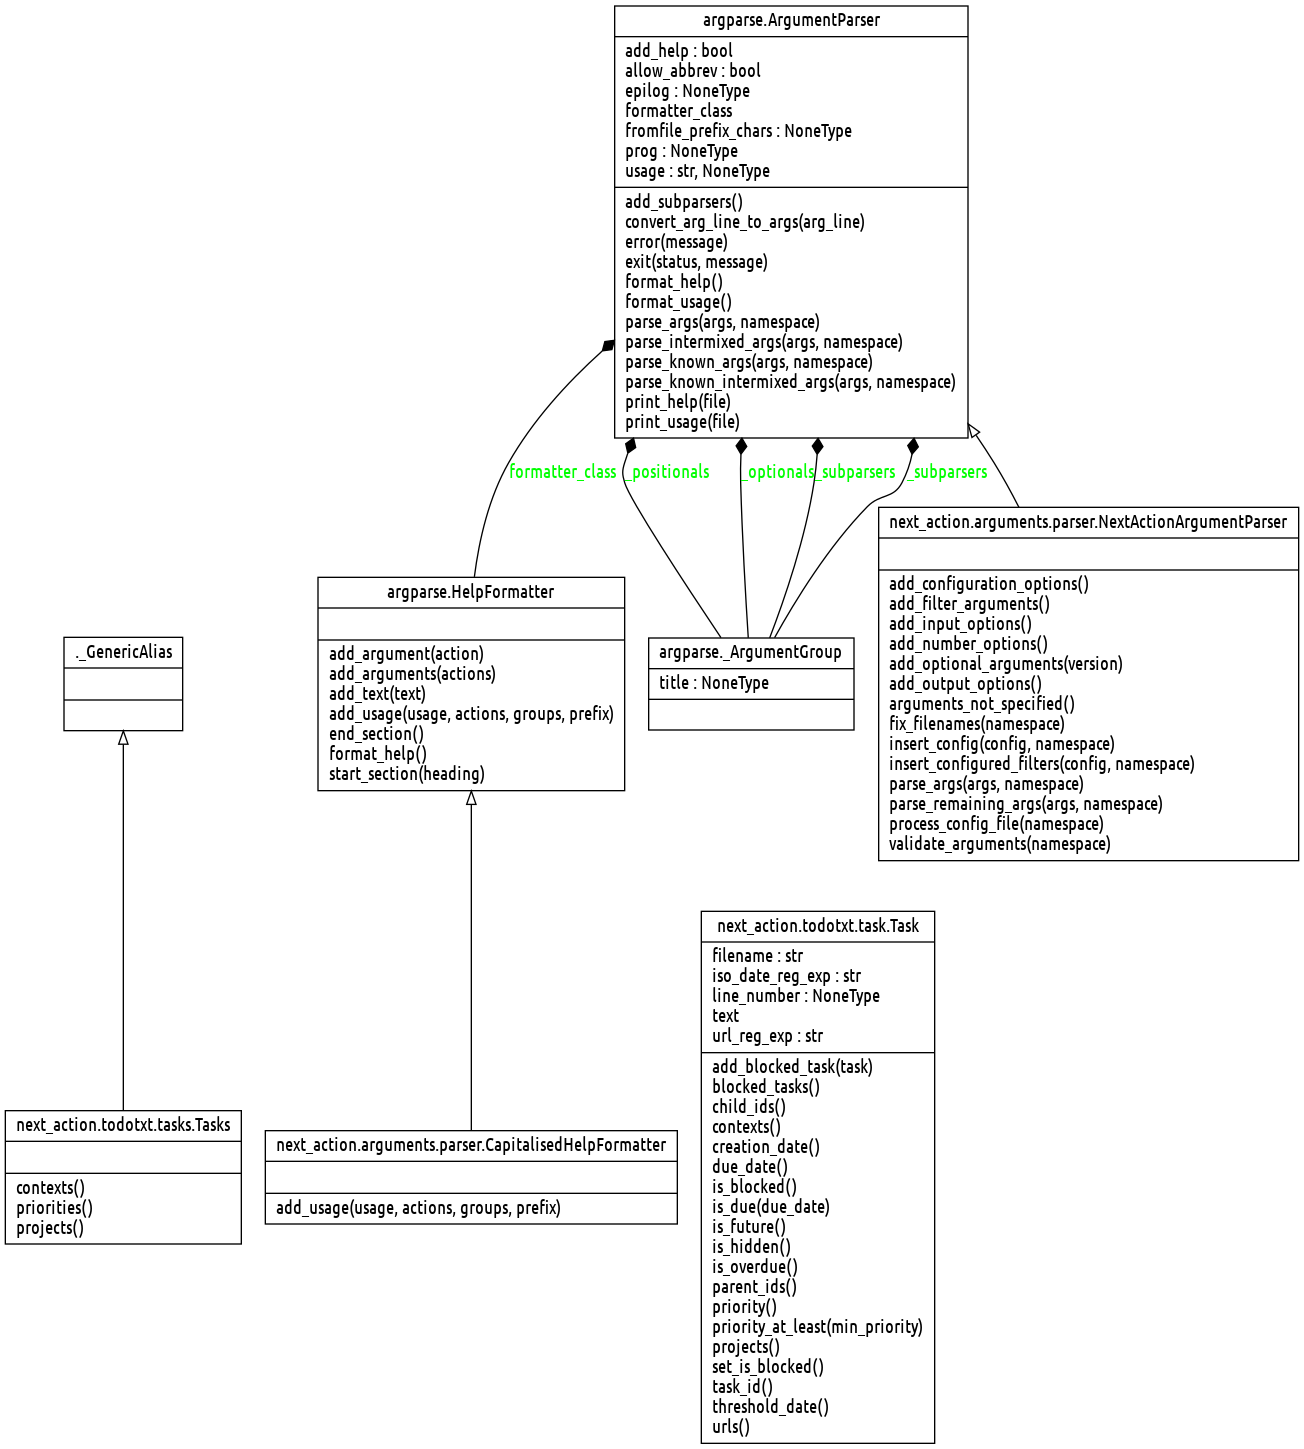 argparse.ArgumentParser
add_help : bool
allow_abbrev : bool
epilog : NoneType
formatter_class
fromfile_prefix_chars : NoneType
prog : NoneType
usage : str, NoneType
add_subparsers()
convert_arg_line_to_args(arg_line)
error(message)
exit(status, message)
format_help()
format_usage()
parse_args(args, namespace)
parse_intermixed_args(args, namespace)
parse_known_args(args, namespace)
parse_known_intermixed_args(args, namespace)
print_help(file)
print_usage(file)
formatter_class
_positionals
_optionals
_subparsers
_subparsers
next_action.arguments.parser.NextActionArgumentParser
add_configuration_options()
add_filter_arguments()
add_input_options()
add_number_options()
add_optional_arguments(version)
add_output_options()
arguments_not_specified()
fix_filenames(namespace)
insert_config(config, namespace)
insert_configured_filters(config, namespace)
parse_args(args, namespace)
parse_remaining_args(args, namespace)
process_config_file(namespace)
validate_arguments(namespace)
argparse.HelpFormatter
add_argument(action)
add_arguments(actions)
add_text(text)
add_usage(usage, actions, groups, prefix)
end_section()
format_help()
start_section(heading)
argparse._ArgumentGroup
title : NoneType
._GenericAlias
next_action.todotxt.task.Task
filename : str
iso_date_reg_exp : str
line_number : NoneType
text
url_reg_exp : str
add_blocked_task(task)
blocked_tasks()
child_ids()
contexts()
creation_date()
due_date()
is_blocked()
is_due(due_date)
is_future()
is_hidden()
is_overdue()
parent_ids()
priority()
priority_at_least(min_priority)
projects()
set_is_blocked()
task_id()
threshold_date()
urls()
next_action.todotxt.tasks.Tasks
contexts()
priorities()
projects()
next_action.arguments.parser.CapitalisedHelpFormatter
add_usage(usage, actions, groups, prefix)